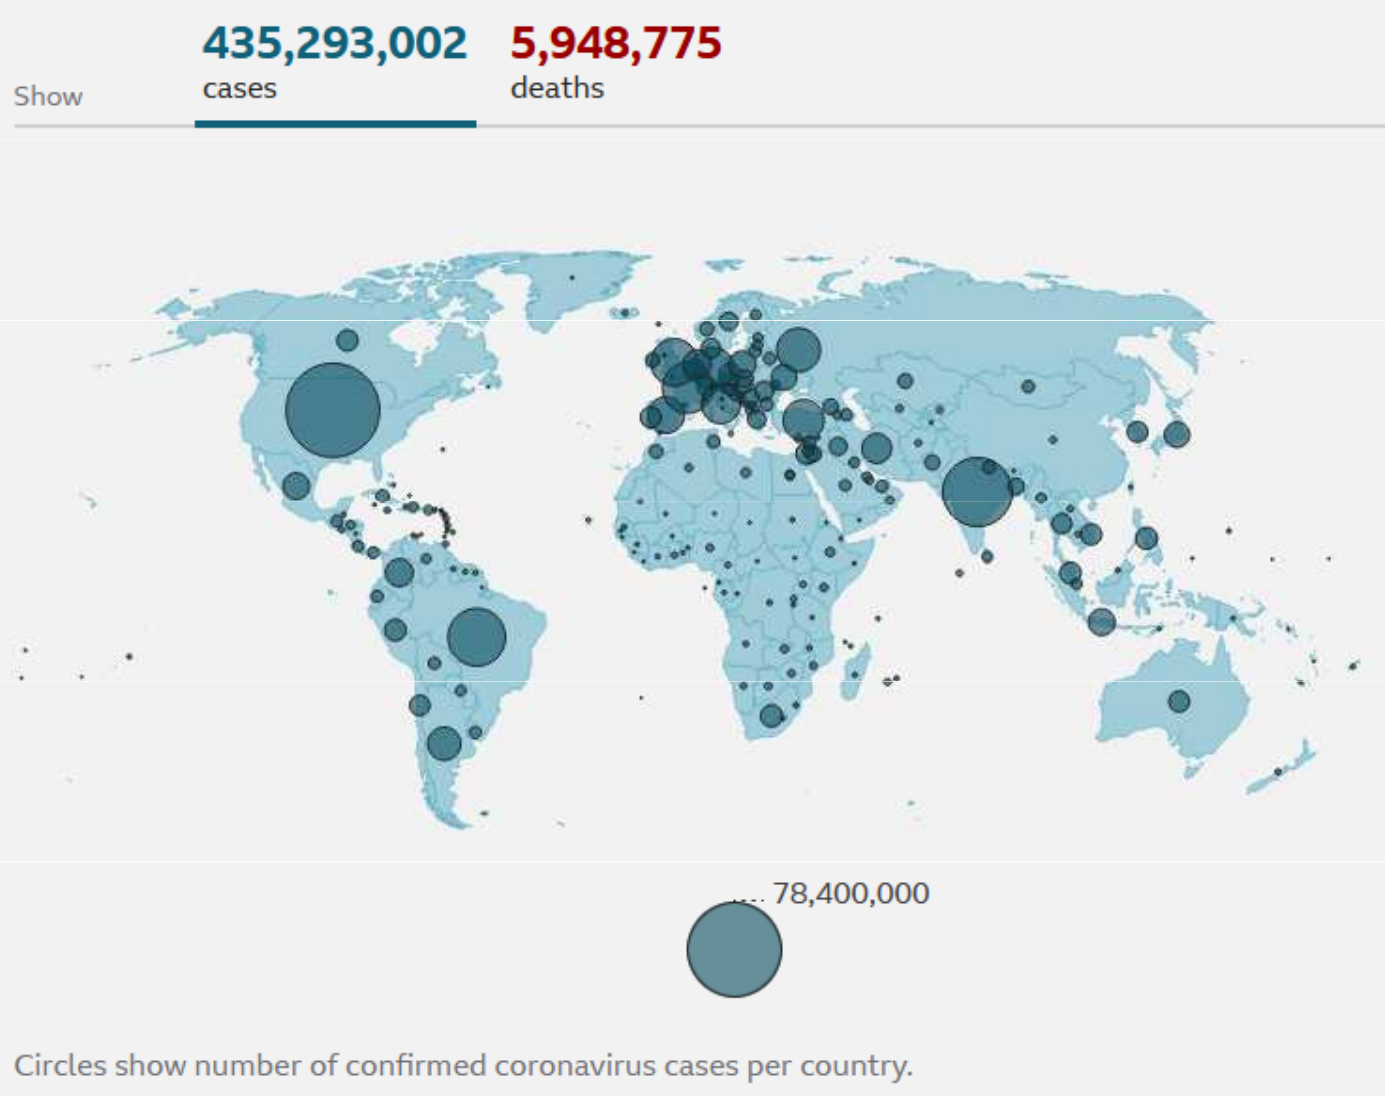 435,293,002 5,948,775
Show cases deaths
78,400,000
Circles show number of confirmed coronavirus cases per country.